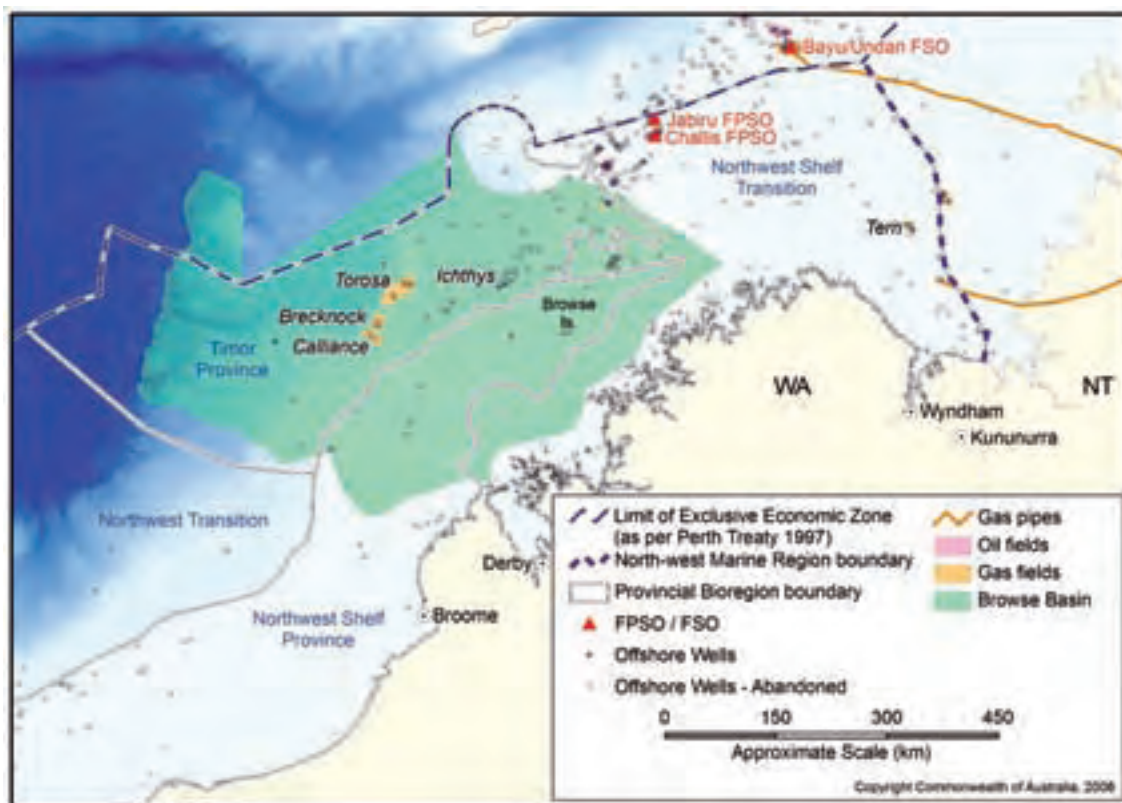 Bayu/Undan FSO
Jabiru FPSO
Challis FPSO
Northwest Shelf
Transition
Tern
Torosa
Ichthys
Brecknock
Browse
Is.
Calliance
Timor
Province
WA
NT
Wyndham
Kununurra
Northwest Transition
Derby
Northwest Shelf
Province
Broome
Limit of Exclusive Economic Zone
(as per Perth Treaty 1997)
North-west Marine Region boundary
Provincial Bioregion boundary
FPSO / FSO
Offshore Wells
Offshore Wells - Abandoned
Gas pipes
Oil fields
Gas fields
Browse Basin
0 150 300 450
Approximate Scale (km)
Copyright Commonwealth of Australia,